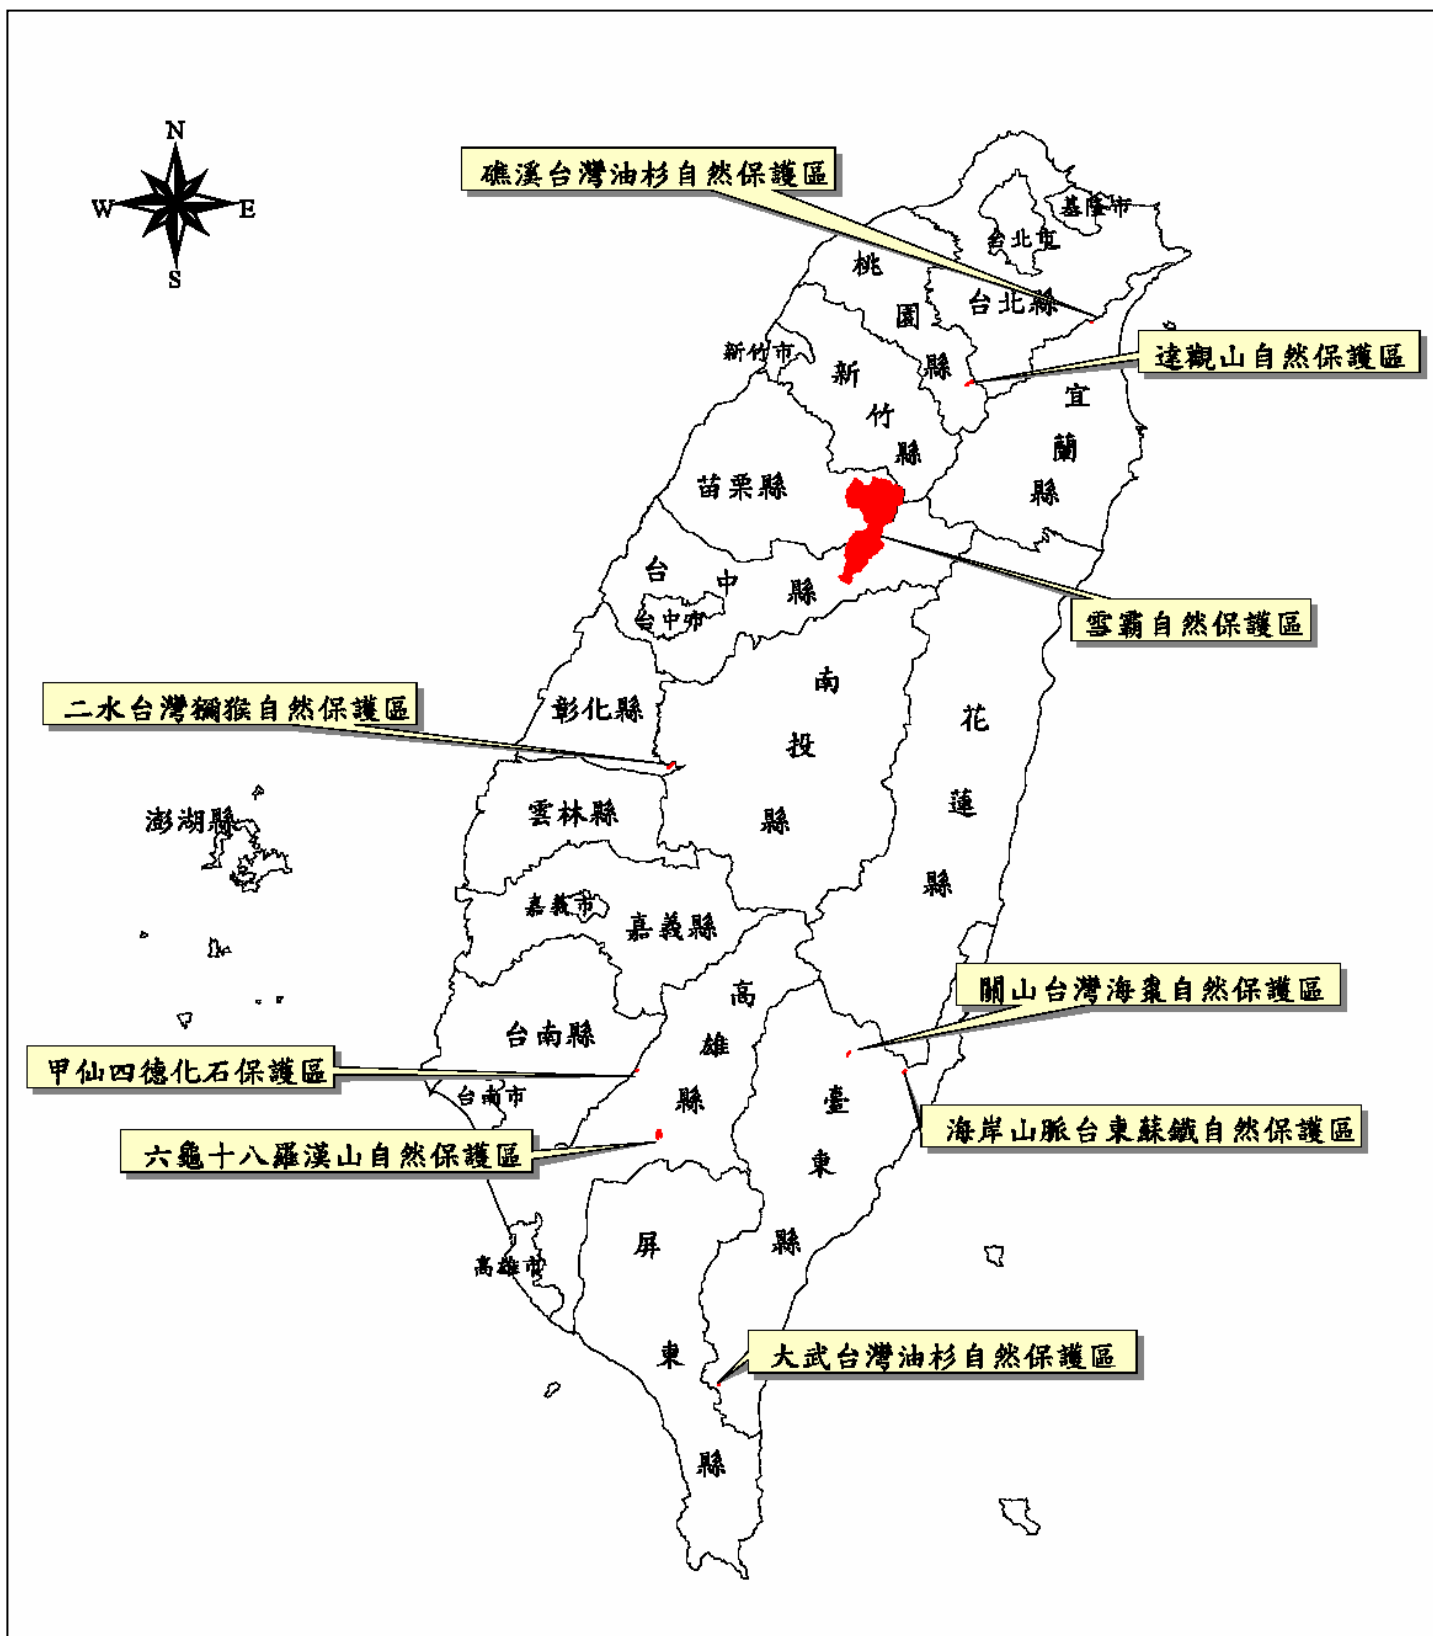 N
W
E
S
礁溪台灣油杉自然保護區
基隆市
台北市
桃園縣
台北縣
新竹市
達觀山自然保護區
新竹縣
宜蘭縣
苗栗縣
台中縣
台中市
雪霸自然保護區
南投縣
二水台灣獼猴自然保護區
彰化縣
花蓮縣
澎湖縣
雲林縣
嘉義市
嘉義縣
關山台灣海棗自然保護區
高雄縣
台南縣
甲仙四德化石保護區
台南市
臺東縣
海岸山脈台東蘇鐵自然保護區
六龜十八羅漢山自然保護區
屏東縣
高雄市
大武台灣油杉自然保護區